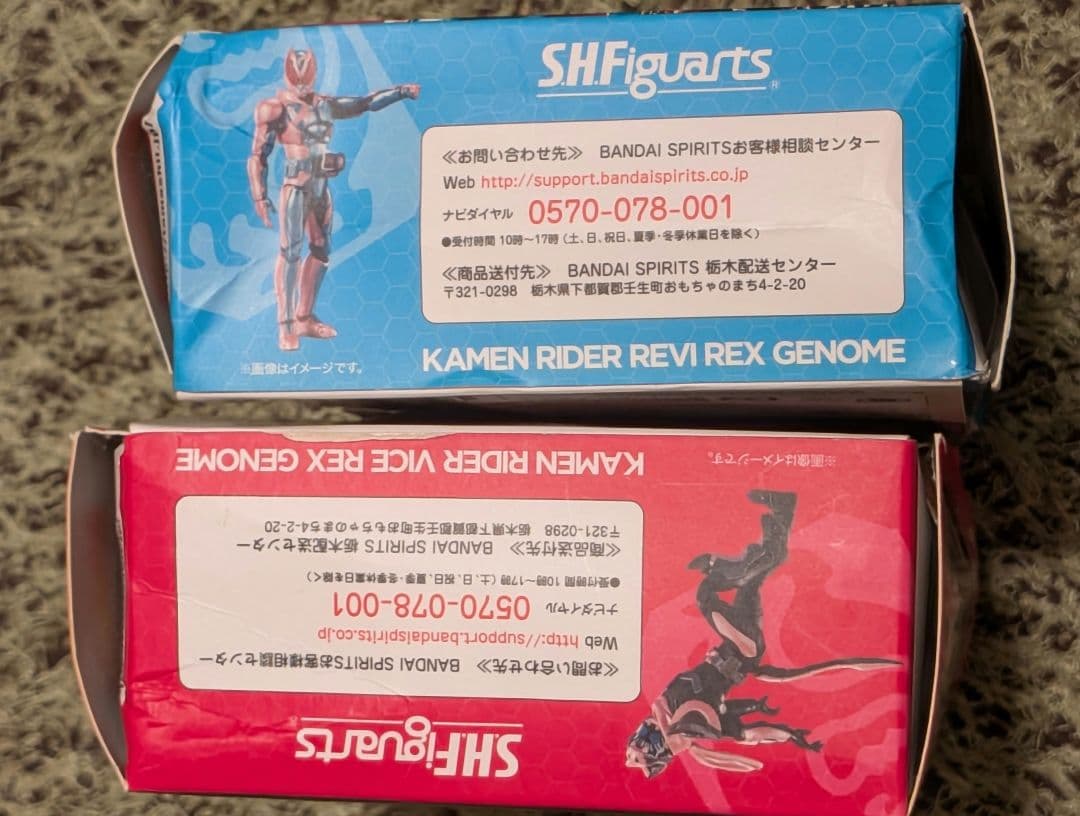 S.H.Figuarts
≪お問い合わせ先≫ BANDAI SPIRITSお客様相談センター
Web http://support.bandaispirits.co.jp
ナビダイヤル 0570-078-001
●受付時間 10時～17時(土、日、祝日、夏季・冬季休業日を除く)
≪商品送付先≫ BANDAI SPIRITS 栃木配送センター
〒321-0298 栃木県下都賀郡壬生町おもちゃのまち4-2-20
※画像はイメージです。
KAMEN RIDER REVI REX GENOME
S.H.Figuarts
≪お問い合わせ先≫ BANDAI SPIRITSお客様相談センター
Web http://support.bandaispirits.co.jp
ナビダイヤル 0570-078-001
●受付時間 10時～17時(土、日、祝日、夏季・冬季休業日を除く)
≪商品送付先≫ BANDAI SPIRITS 栃木配送センター
〒321-0298 栃木県下都賀郡壬生町おもちゃのまち4-2-20
※画像はイメージです。
KAMEN RIDER VICE REX GENOME